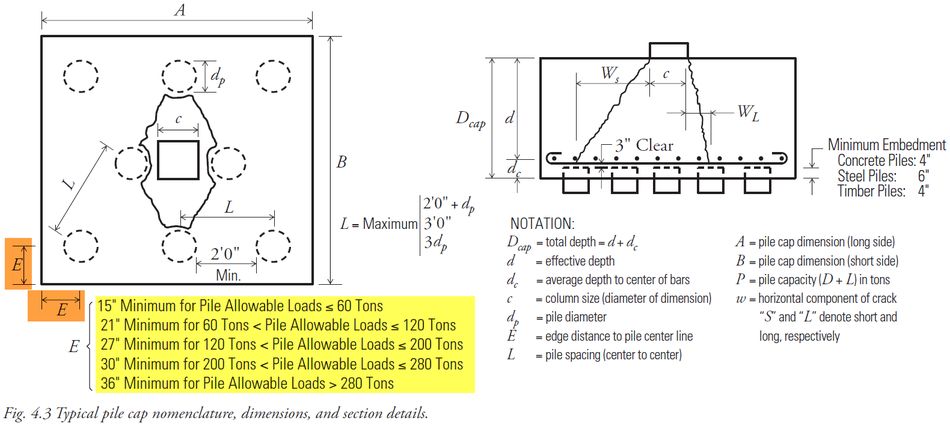 A
d_p
c
B
L
L
E
2'0"
Min.
E
L = Maximum
2'0" + d_p
3'0"
3d_p
E
15" Minimum for Pile Allowable Loads ≤ 60 Tons
21" Minimum for 60 Tons < Pile Allowable Loads ≤ 120 Tons
27" Minimum for 120 Tons < Pile Allowable Loads ≤ 200 Tons
30" Minimum for 200 Tons < Pile Allowable Loads ≤ 280 Tons
36" Minimum for Pile Allowable Loads > 280 Tons
W_s
c
D_cap
d
W_L
3" Clear
d_c
Minimum Embedment
Concrete Piles: 4"
Steel Piles: 6"
Timber Piles: 4"
NOTATION:
D_cap = total depth = d + d_c
d = effective depth
d_c = average depth to center of bars
c = column size (diameter of dimension)
d_p = pile diameter
E = edge distance to pile center line
L = pile spacing (center to center)
A = pile cap dimension (long side)
B = pile cap dimension (short side)
P = pile capacity (D + L) in tons
w = horizontal component of crack
"S" and "L" denote short and
long, respectively
Fig. 4.3 Typical pile cap nomenclature, dimensions, and section details.